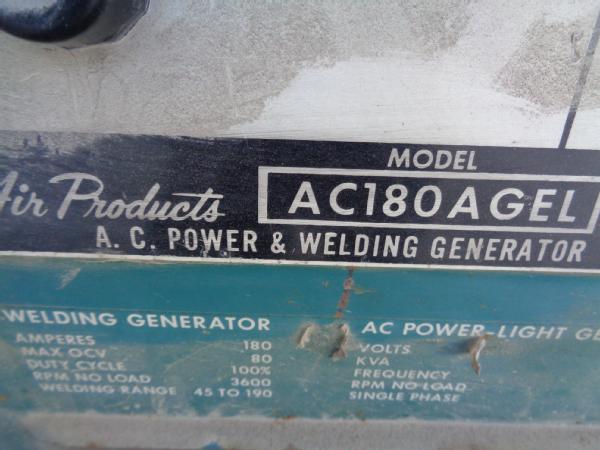 MODEL
Air Products AC180AGEL
A. C. POWER & WELDING GENERATOR
WELDING GENERATOR
AMPERES 180
MAX OCV 80
DUTY CYCLE 100%
RPM NO LOAD 3600
WELDING RANGE 45 TO 190
AC POWER-LIGHT GE
VOLTS
KVA
FREQUENCY
RPM NO LOAD
SINGLE PHASE